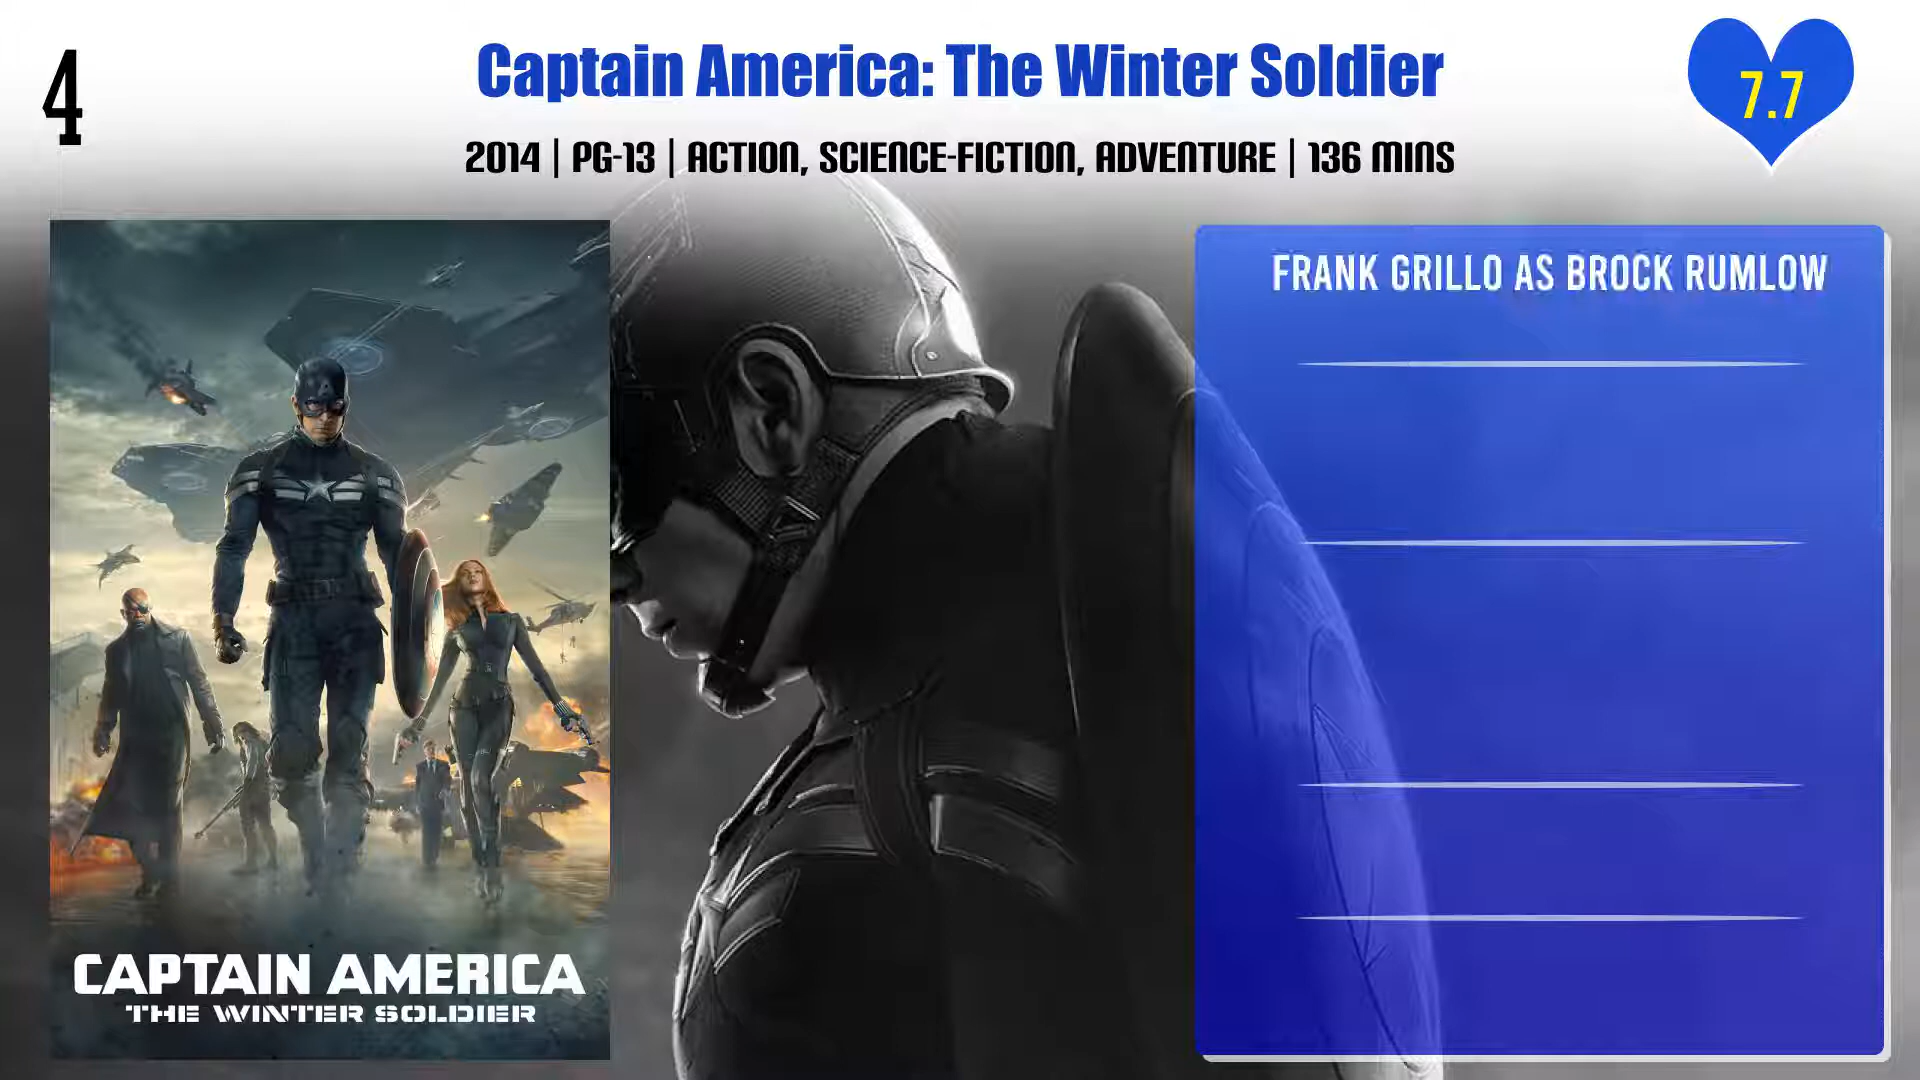 4
Captain America: The Winter Soldier
7.7
2014 | PG-13 | ACTION, SCIENCE-FICTION, ADVENTURE | 136 MINS
FRANK GRILLO AS BROCK RUMLOW
CAPTAIN AMERICA
THE WINTER SOLDIER